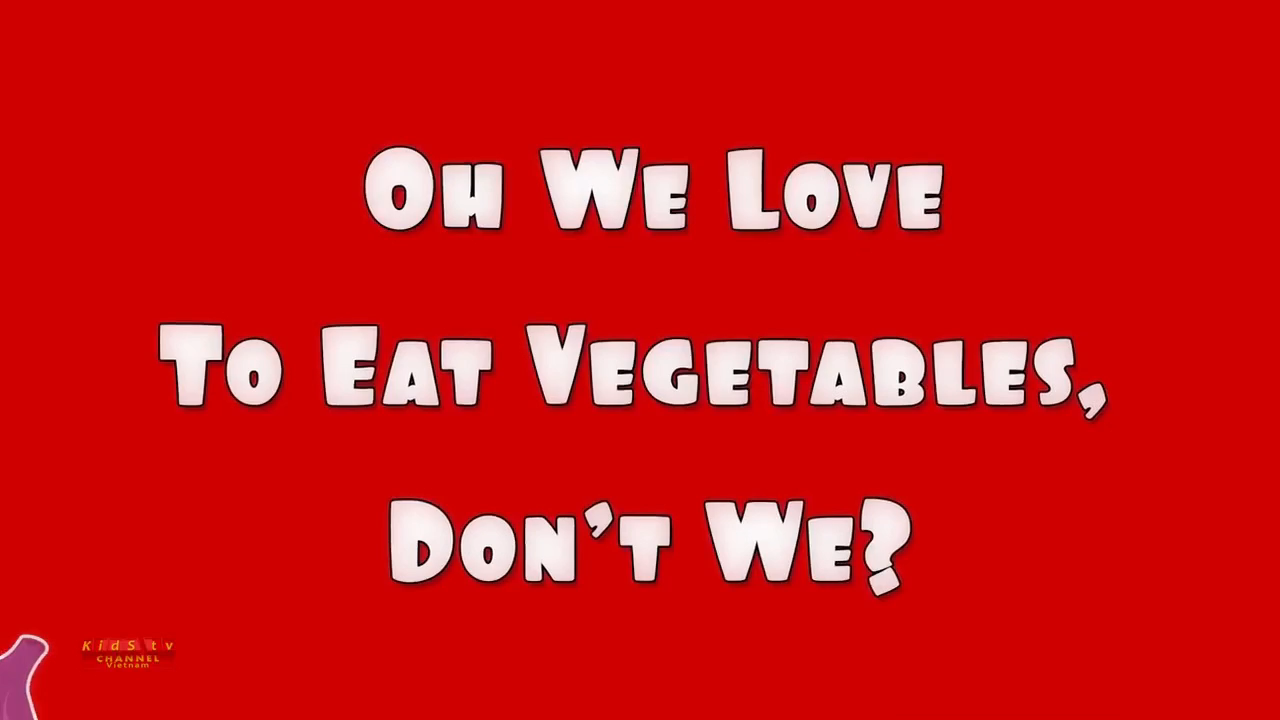 Oh We Love
To Eat Vegetables,
Don't We?
KidS tv
CHANNEL
Vietnam